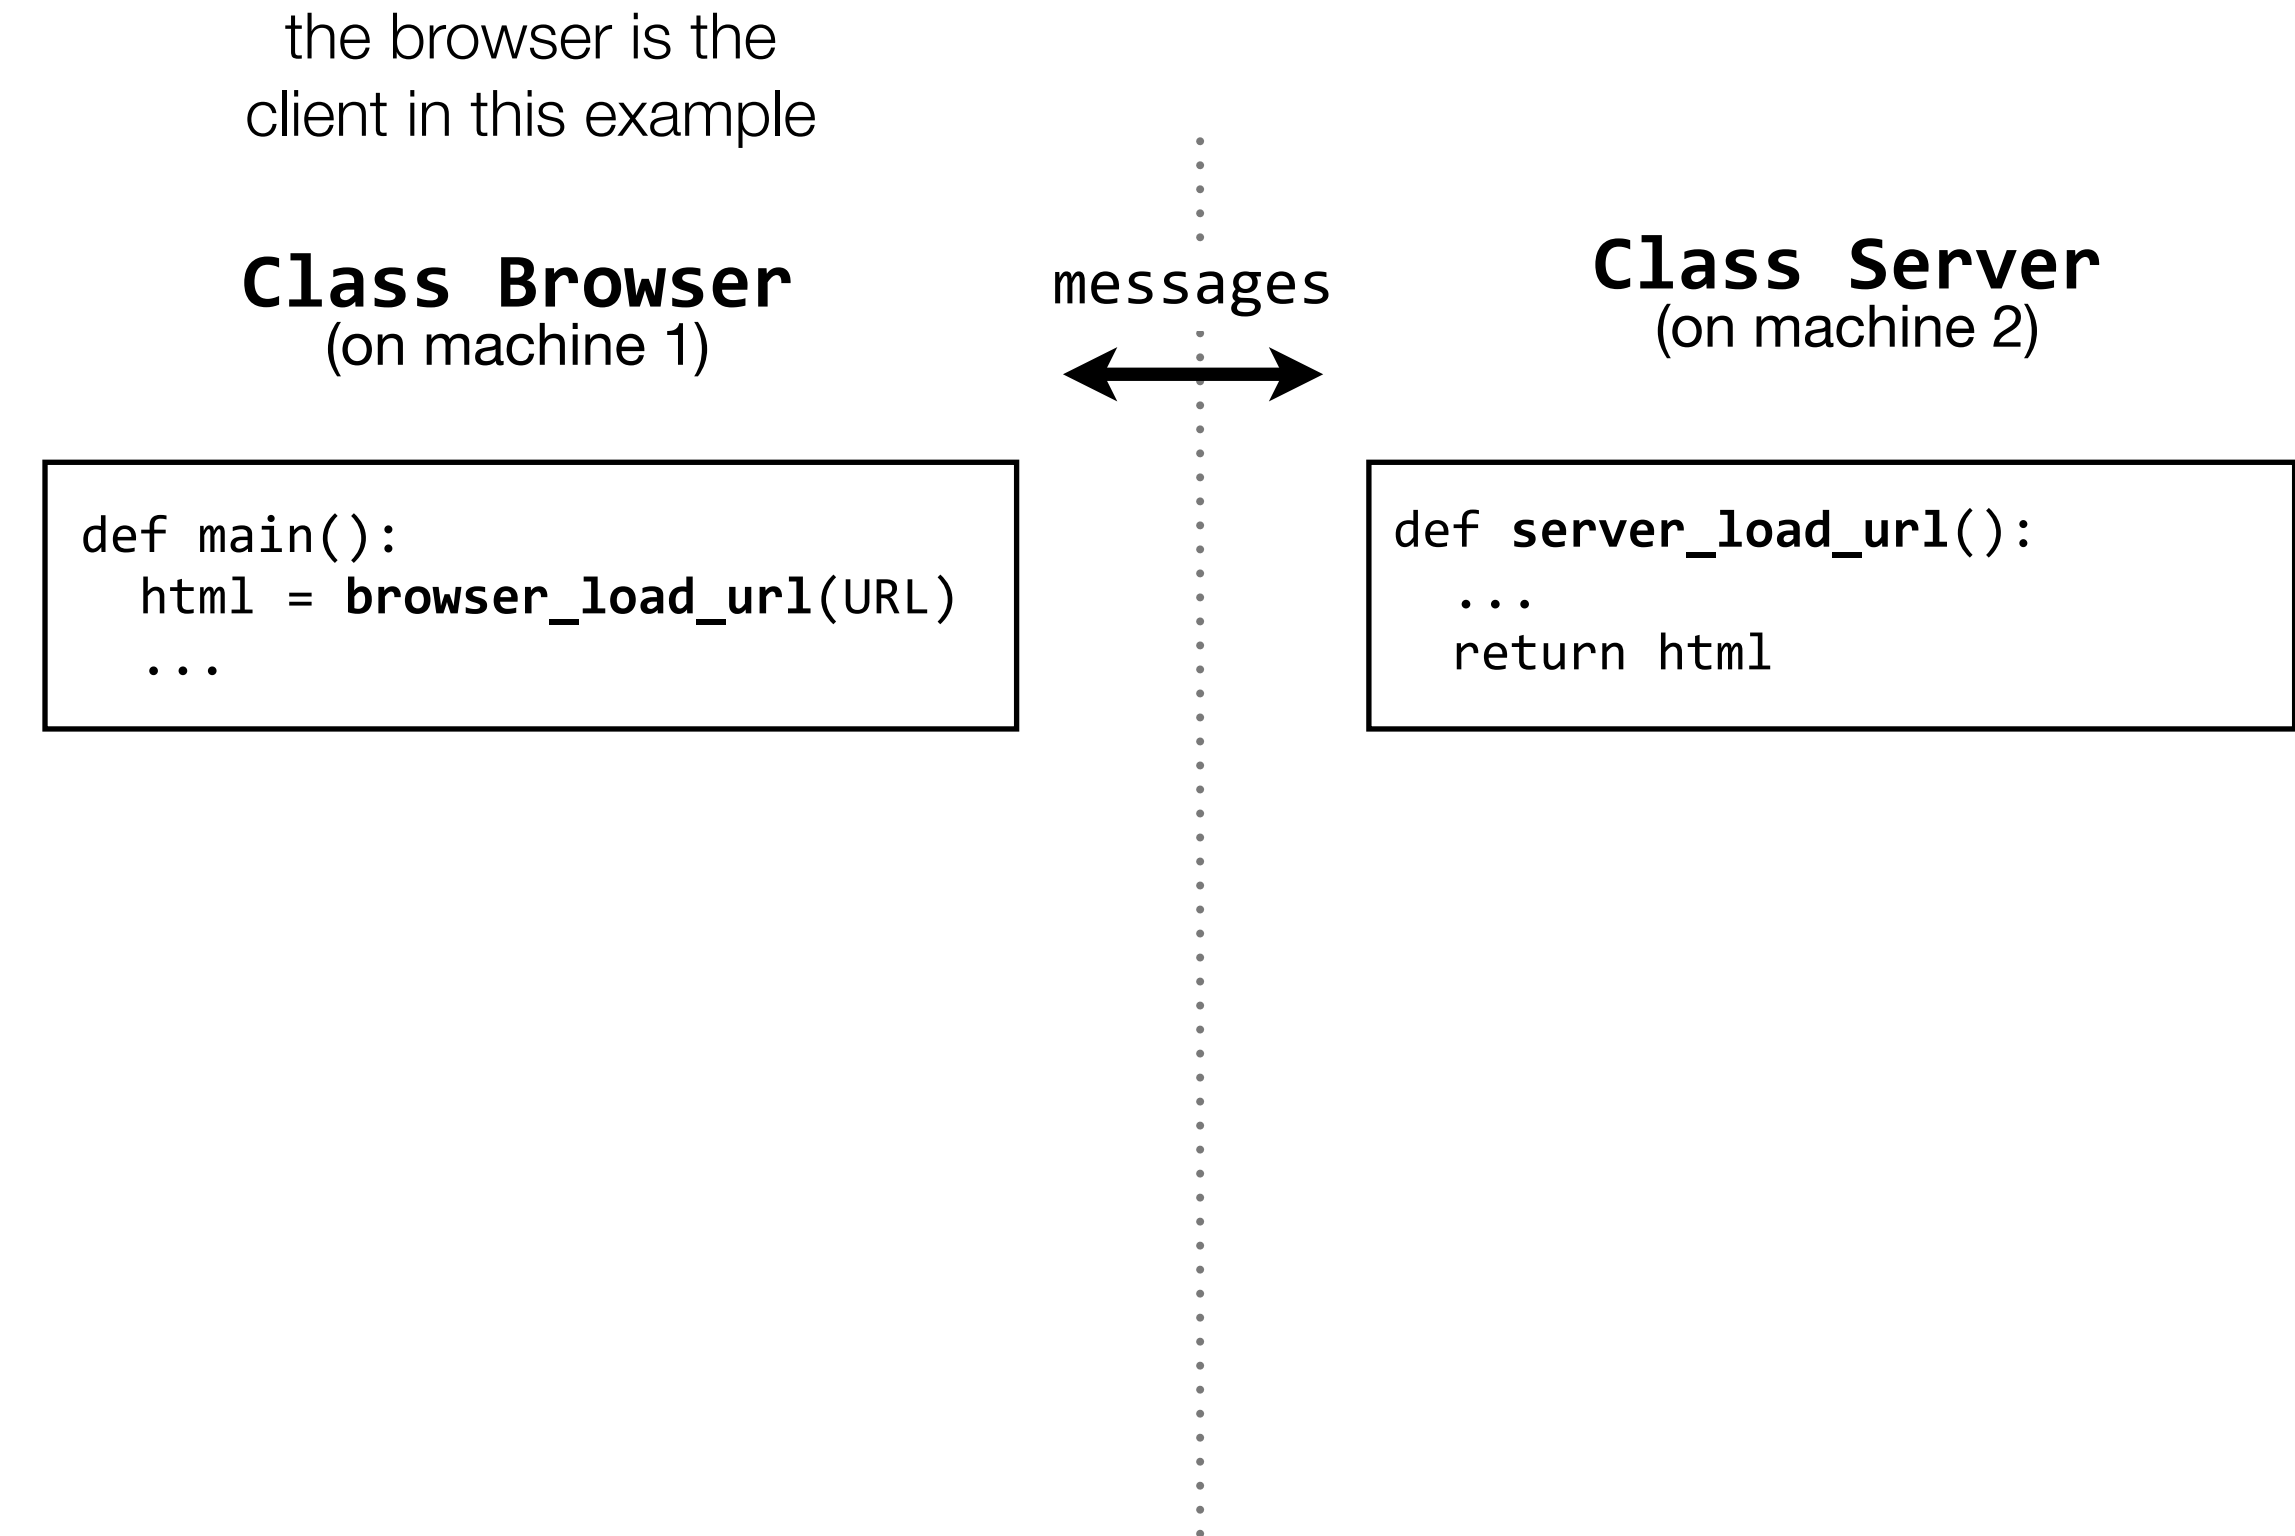 the browser is the
client in this example
Class Browser
(on machine 1)
messages
Class Server
(on machine 2)
def main():
  html = browser_load_url(URL)
  ...
def server_load_url():
  ...
  return html